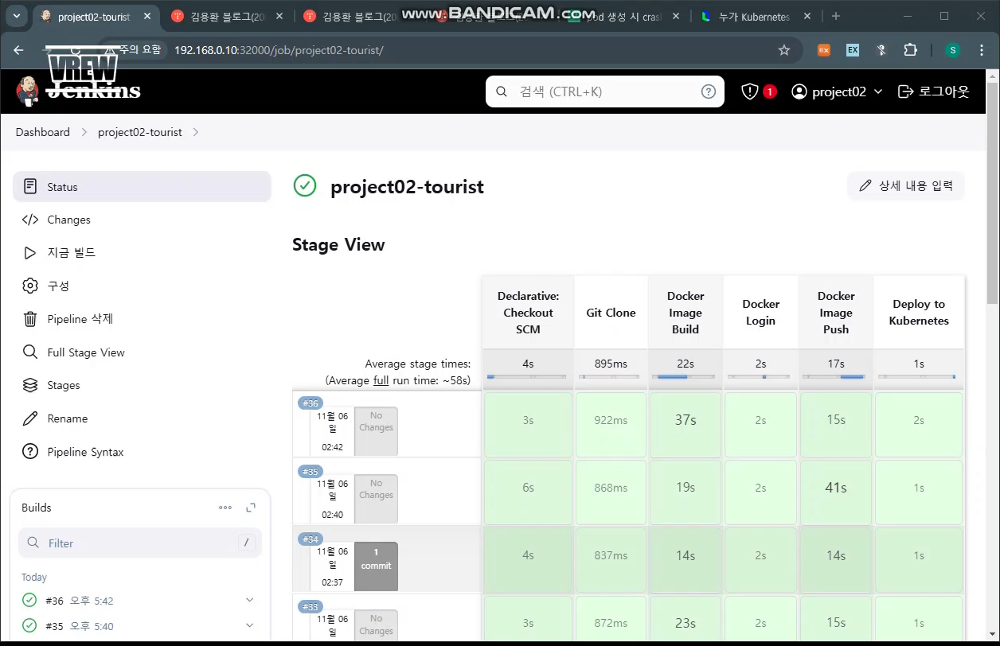 project02-tourist
김용환 블로그(20
김용환 블로그(20
pod 생성 시 cras
누가 Kubernetes
www.BANDICAM.com
주의 요함
192.168.0.10:32000/job/project02-tourist/
EX
S
VREW
Jenkins
검색 (CTRL+K)
?
1
project02
로그아웃
Dashboard
project02-tourist
Status
Changes
지금 빌드
구성
Pipeline 삭제
Full Stage View
Stages
Rename
Pipeline Syntax
Builds
Filter
/
Today
#36 오후 5:42
#35 오후 5:40
project02-tourist
상세 내용 입력
Stage View
Declarative:
Checkout
SCM
Git Clone
Docker
Image
Build
Docker
Login
Docker
Image
Push
Deploy to
Kubernetes
Average stage times:
(Average full run time: ~58s)
4s 895ms 22s 2s 17s 1s
#36
11월 06
일
02:42
No
Changes
3s 922ms 37s 2s 15s 2s
#35
11월 06
일
02:40
No
Changes
6s 868ms 19s 2s 41s 1s
#34
11월 06
일
02:37
1
commit
4s 837ms 14s 2s 14s 1s
#33
11월 06
일
No
Changes
3s 872ms 23s 2s 15s 1s